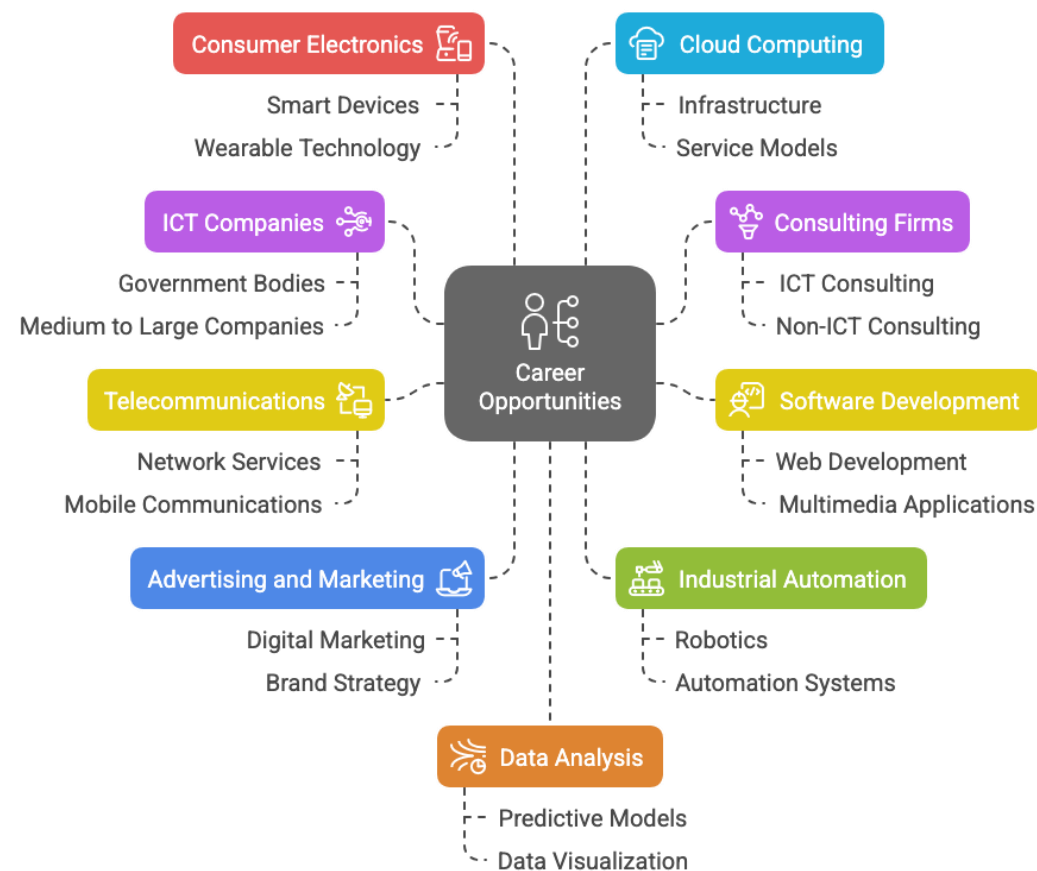 Consumer Electronics
Smart Devices
Wearable Technology
Cloud Computing
Infrastructure
Service Models
ICT Companies
Government Bodies
Medium to Large Companies
Consulting Firms
ICT Consulting
Non-ICT Consulting
Career
Opportunities
Telecommunications
Network Services
Mobile Communications
Software Development
Web Development
Multimedia Applications
Advertising and Marketing
Digital Marketing
Brand Strategy
Industrial Automation
Robotics
Automation Systems
Data Analysis
Predictive Models
Data Visualization